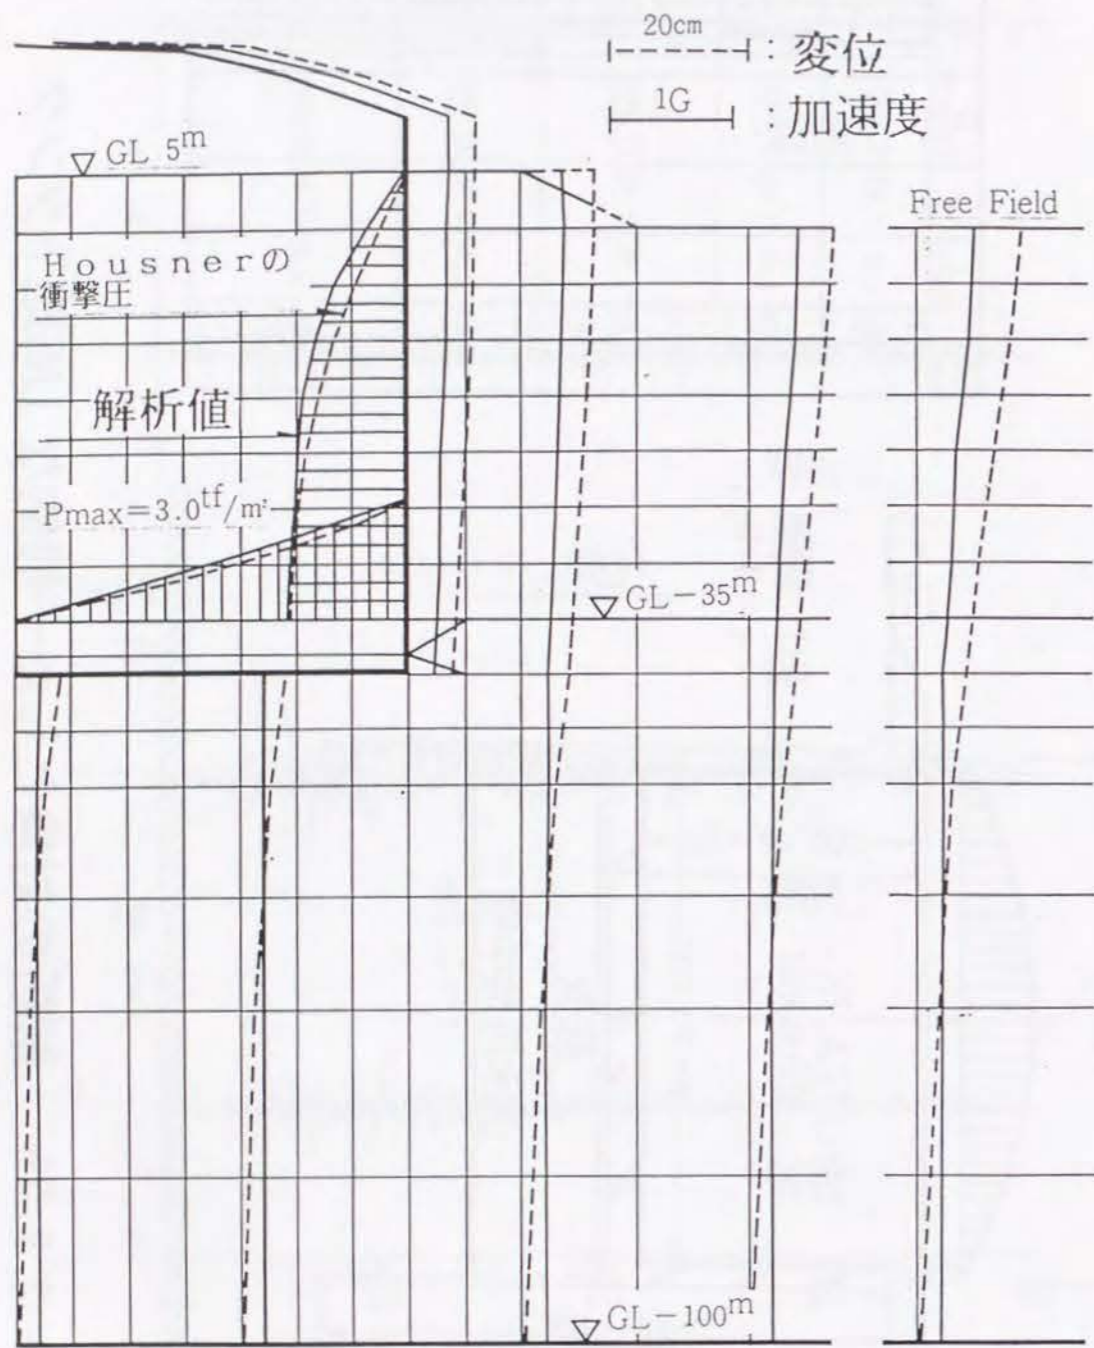 20cm
:変位
1G
:加速度
GL 5m
Free Field
Housnerの
衝撃圧
解析値
Pmax=3.0tf/m²
GL-35m
GL-100m